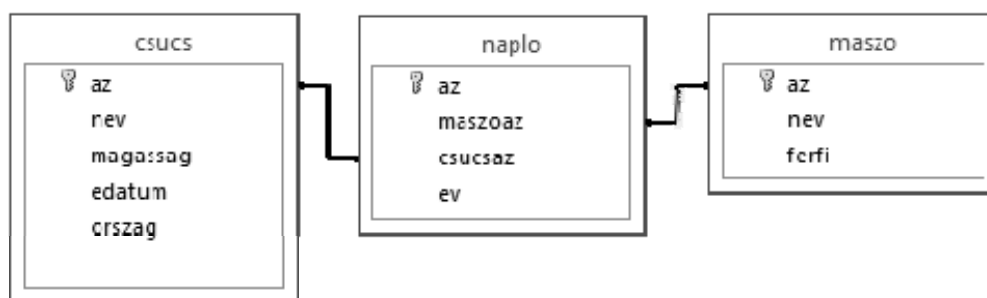 csucs
az
nev
magassag
edatum
orszag
naplo
az
maszoaz
csucsaz
ev
maszo
az
nev
ferfi